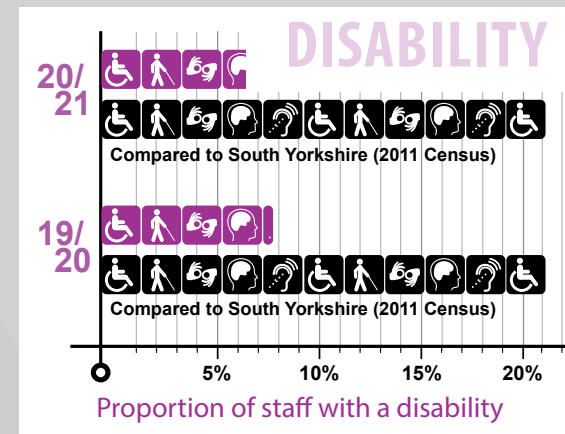 DISABILITY
20/
21
Compared to South Yorkshire (2011 Census)
19/
20
Compared to South Yorkshire (2011 Census)
5% 10% 15% 20%
Proportion of staff with a disability